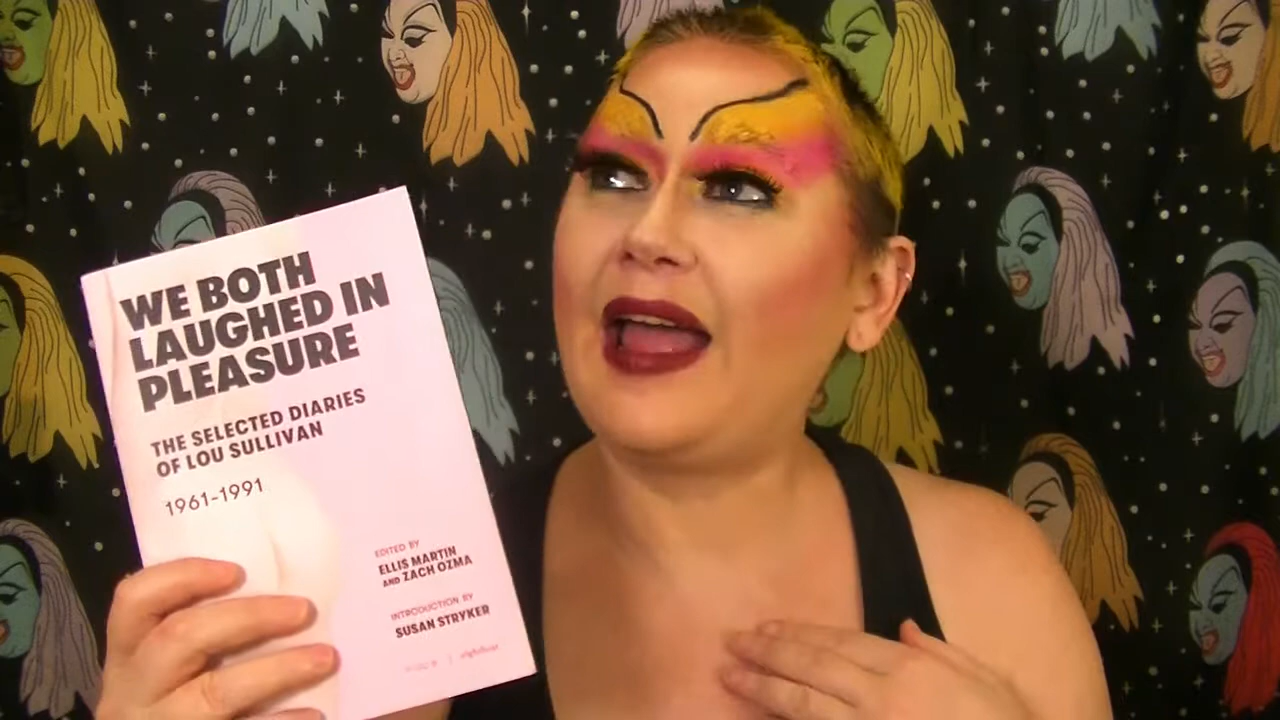 WE BOTH
LAUGHED IN
PLEASURE
THE SELECTED DIARIES
OF LOU SULLIVAN
1961-1991
EDITED BY
ELLIS MARTIN
AND ZACH OZMA
INTRODUCTION BY
SUSAN STRYKER